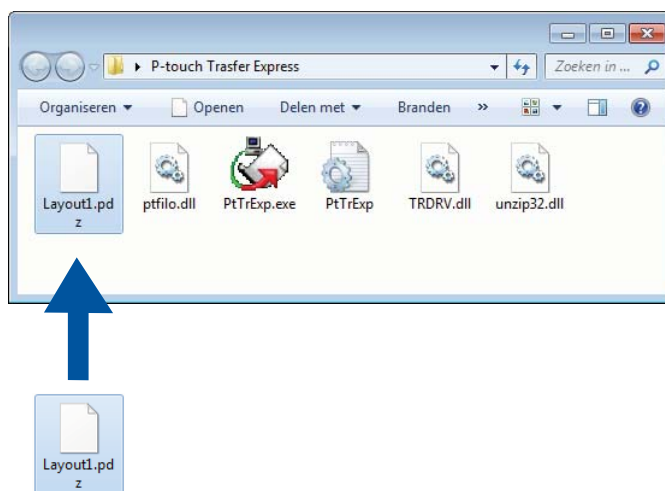 P-touch Trasfer Express
Zoeken in ...
Organiseren
Openen
Delen met
Branden
»
Layout1.pd
z
ptfilo.dll
PtTrExp.exe
PtTrExp
TRDRV.dll
unzip32.dll
Layout1.pd
z